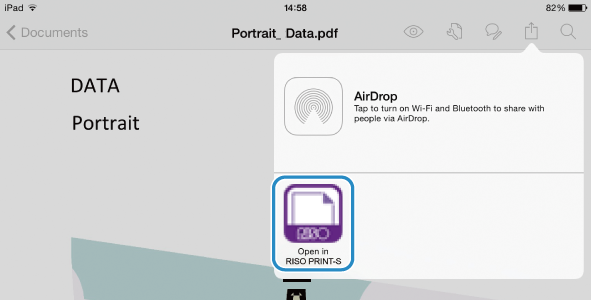 iPad 14:58 82%
Documents Portrait_ Data.pdf
DATA
Portrait
AirDrop
Tap to turn on Wi-Fi and Bluetooth to share with
people via AirDrop.
RISO
Open in
RISO PRINT-S